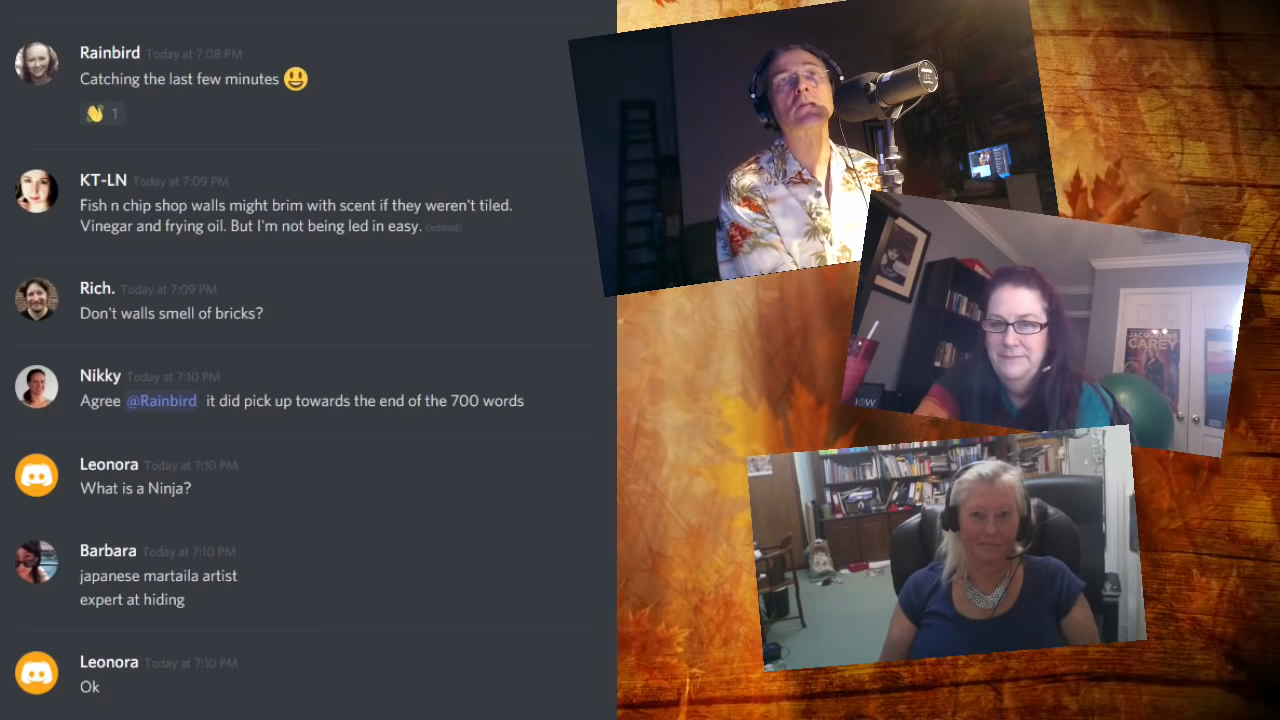 Rainbird Today at 7:08 PM
Catching the last few minutes 😃
👏 1
KT-LN Today at 7:09 PM
Fish n chip shop walls might brim with scent if they weren't tiled.
Vinegar and frying oil. But I'm not being led in easy. (edited)
Rich. Today at 7:09 PM
Don't walls smell of bricks?
Nikky Today at 7:10 PM
Agree @Rainbird it did pick up towards the end of the 700 words
Leonora Today at 7:10 PM
What is a Ninja?
Barbara Today at 7:10 PM
japanese martaila artist
expert at hiding
Leonora Today at 7:10 PM
Ok
JACQUELINE
CAREY